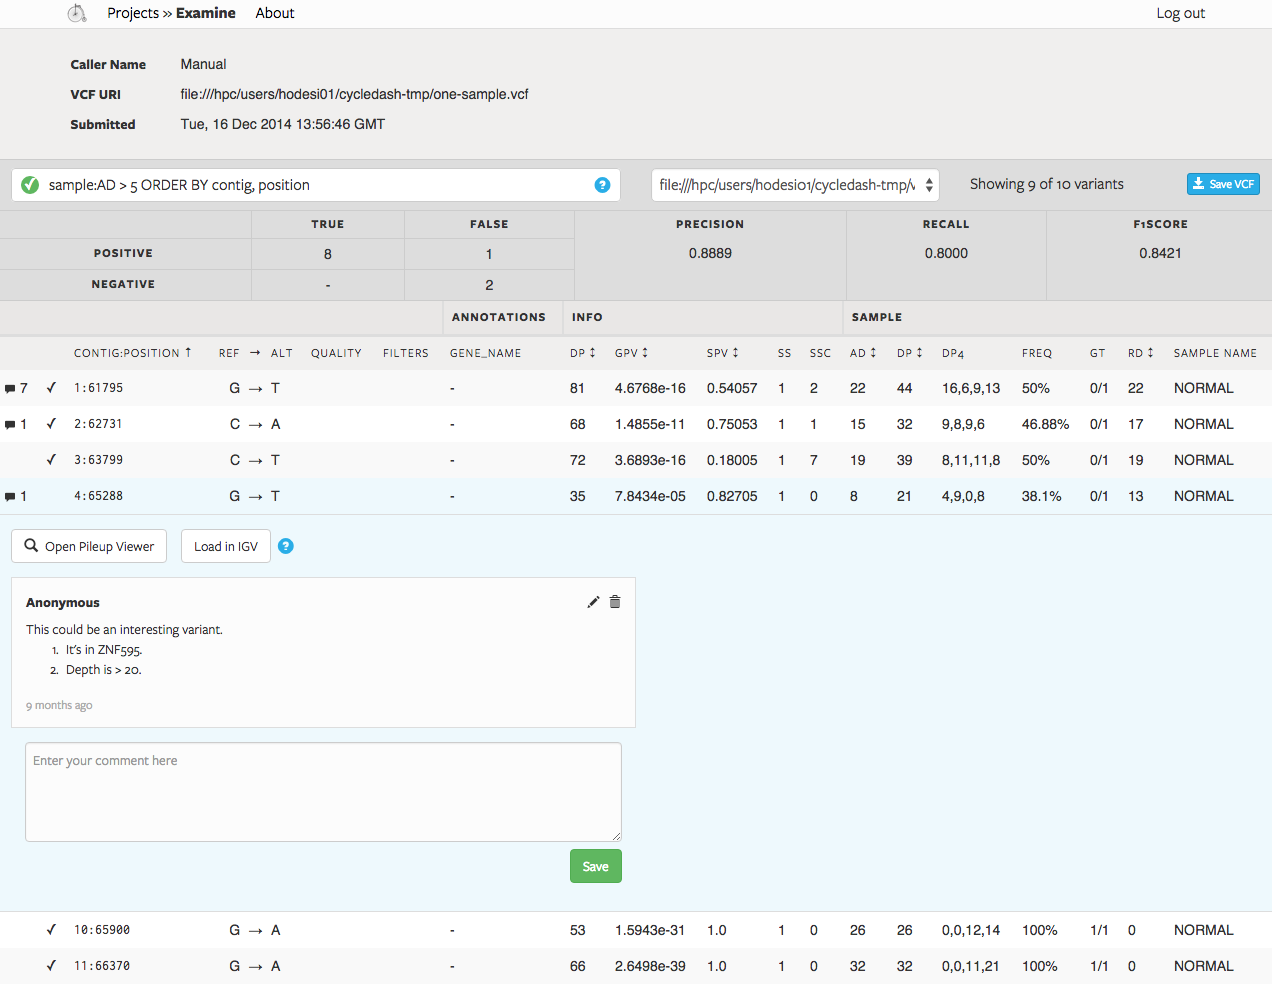 Projects » Examine About Log out
Caller Name Manual
VCF URI file:///hpc/users/hodesi01/cycledash-tmp/one-sample.vcf
Submitted Tue, 16 Dec 2014 13:56:46 GMT
sample:AD > 5 ORDER BY contig, position ? file:///hpc/users/hodesi01/cycledash-tmp/ Showing 9 of 10 variants Save VCF
TRUE FALSE PRECISION RECALL F1SCORE
POSITIVE 8 1 0.8889 0.8000 0.8421
NEGATIVE - 2
ANNOTATIONS INFO SAMPLE
CONTIG:POSITION ↑ REF → ALT QUALITY FILTERS GENE_NAME DP ↕ GPV ↕ SPV ↕ SS SSC AD ↕ DP ↕ DP4 FREQ GT RD ↕ SAMPLE NAME
7 ✓ 1:61795 G → T - 81 4.6768e-16 0.54057 1 2 22 44 16,6,9,13 50% 0/1 22 NORMAL
1 ✓ 2:62731 C → A - 68 1.4855e-11 0.75053 1 1 15 32 9,8,9,6 46.88% 0/1 17 NORMAL
✓ 3:63799 C → T - 72 3.6893e-16 0.18005 1 7 19 39 8,11,11,8 50% 0/1 19 NORMAL
1 4:65288 G → T - 35 7.8434e-05 0.82705 1 0 8 21 4,9,0,8 38.1% 0/1 13 NORMAL
Open Pileup Viewer Load in IGV ?
Anonymous
This could be an interesting variant.
1. It's in ZNF595.
2. Depth is > 20.
9 months ago
Enter your comment here
Save
✓ 10:65900 G → A - 53 1.5943e-31 1.0 1 0 26 26 0,0,12,14 100% 1/1 0 NORMAL
✓ 11:66370 G → A - 66 2.6498e-39 1.0 1 0 32 32 0,0,11,21 100% 1/1 0 NORMAL